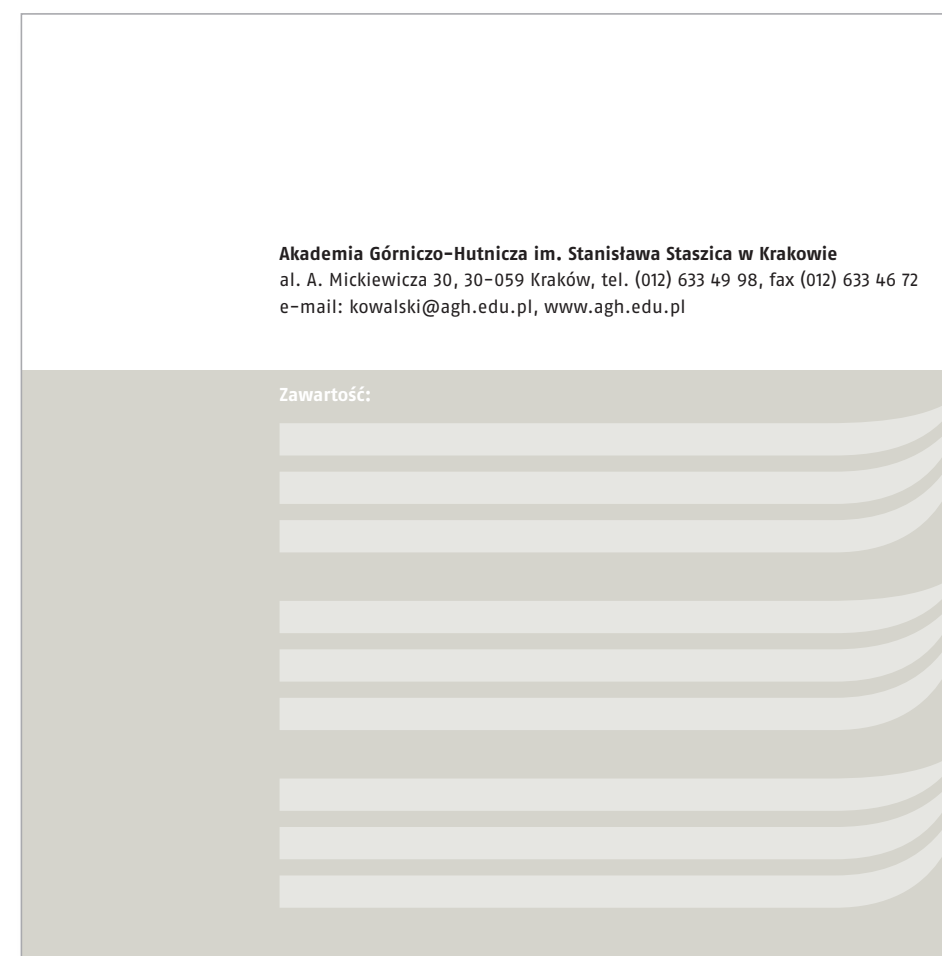 Akademia Górniczo-Hutnicza im. Stanisława Staszica w Krakowie
al. A. Mickiewicza 30, 30-059 Kraków, tel. (012) 633 49 98, fax (012) 633 46 72
e-mail: kowalski@agh.edu.pl, www.agh.edu.pl
Zawartość: